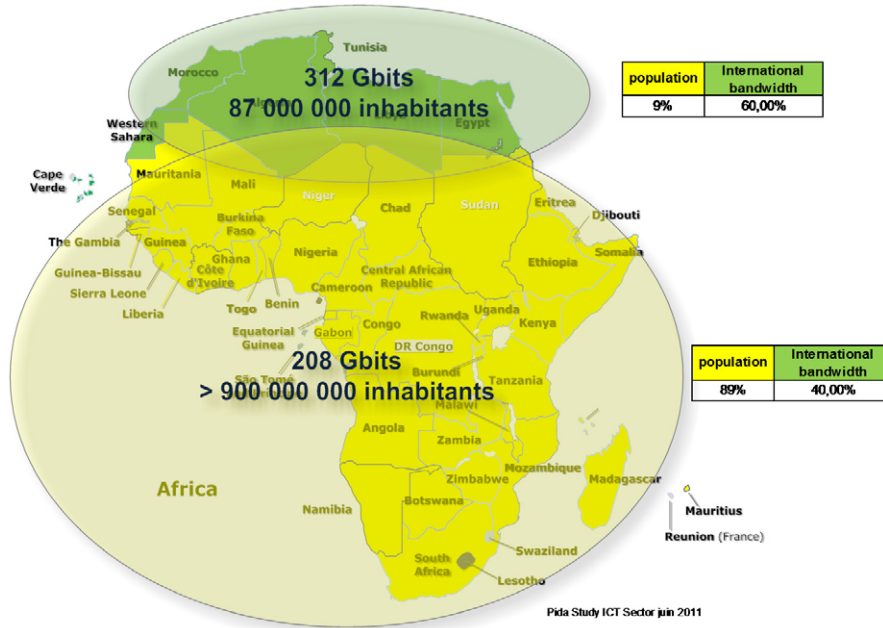 Tunisia
Morocco
312 Gbits
Algeria
87 000 000 inhabitants
Libya
Egypt
Western
Sahara
population
International
bandwidth
9%
60,00%
Cape
Verde
Mauritania
Mali
Niger
Chad
Sudan
Eritrea
Djibouti
Senegal
The Gambia
Burkina
Faso
Guinea
Guinea-Bissau
Ghana
Côte
d'Ivoire
Nigeria
Somalia
Ethiopia
Sierra Leone
Liberia
Togo
Benin
Cameroon
Central African
Republic
Equatorial
Guinea
Gabon
Congo
Rwanda
Uganda
Kenya
DR Congo
208 Gbits
Burundi
São Tomé
> 900 000 000 inhabitants
Tanzania
population
International
bandwidth
89%
40,00%
Malawi
Angola
Zambia
Mozambique
Zimbabwe
Madagascar
Africa
Namibia
Botswana
Mauritius
Reunion (France)
Swaziland
South
Africa
Lesotho
Pida Study ICT Sector juin 2011